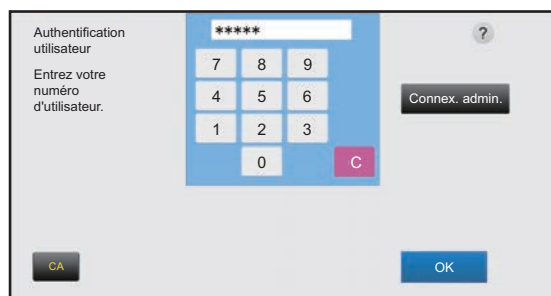 Authentification
utilisateur
Entrez votre
numéro
d'utilisateur.
*****
7 8 9
4 5 6
1 2 3
0 C
?
Connex. admin.
CA
OK